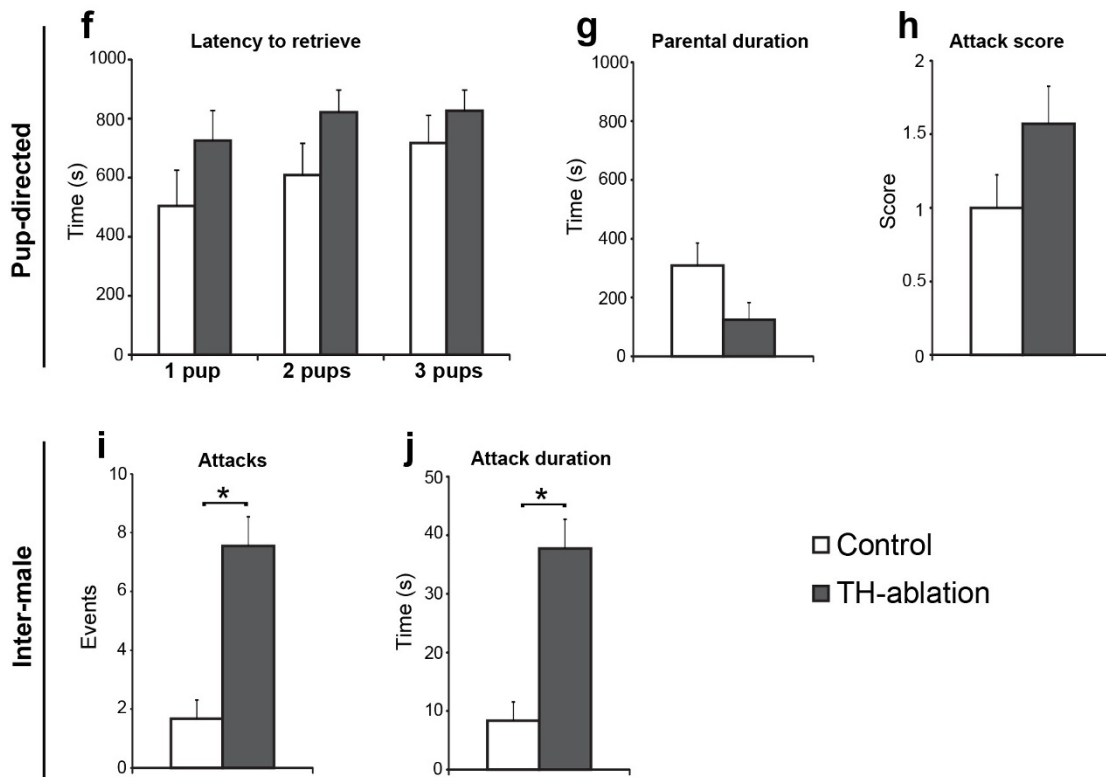 Pup-directed
f
Latency to retrieve
1000
800
600
400
200
0
Time (s)
1 pup
2 pups
3 pups
g
Parental duration
1000
800
600
400
200
0
Time (s)
h
Attack score
2
1.5
1
0.5
0
Score
Inter-male
i
Attacks
10
8
6
4
2
0
Events
*
j
Attack duration
50
40
30
20
10
0
Time (s)
*
Control
TH-ablation